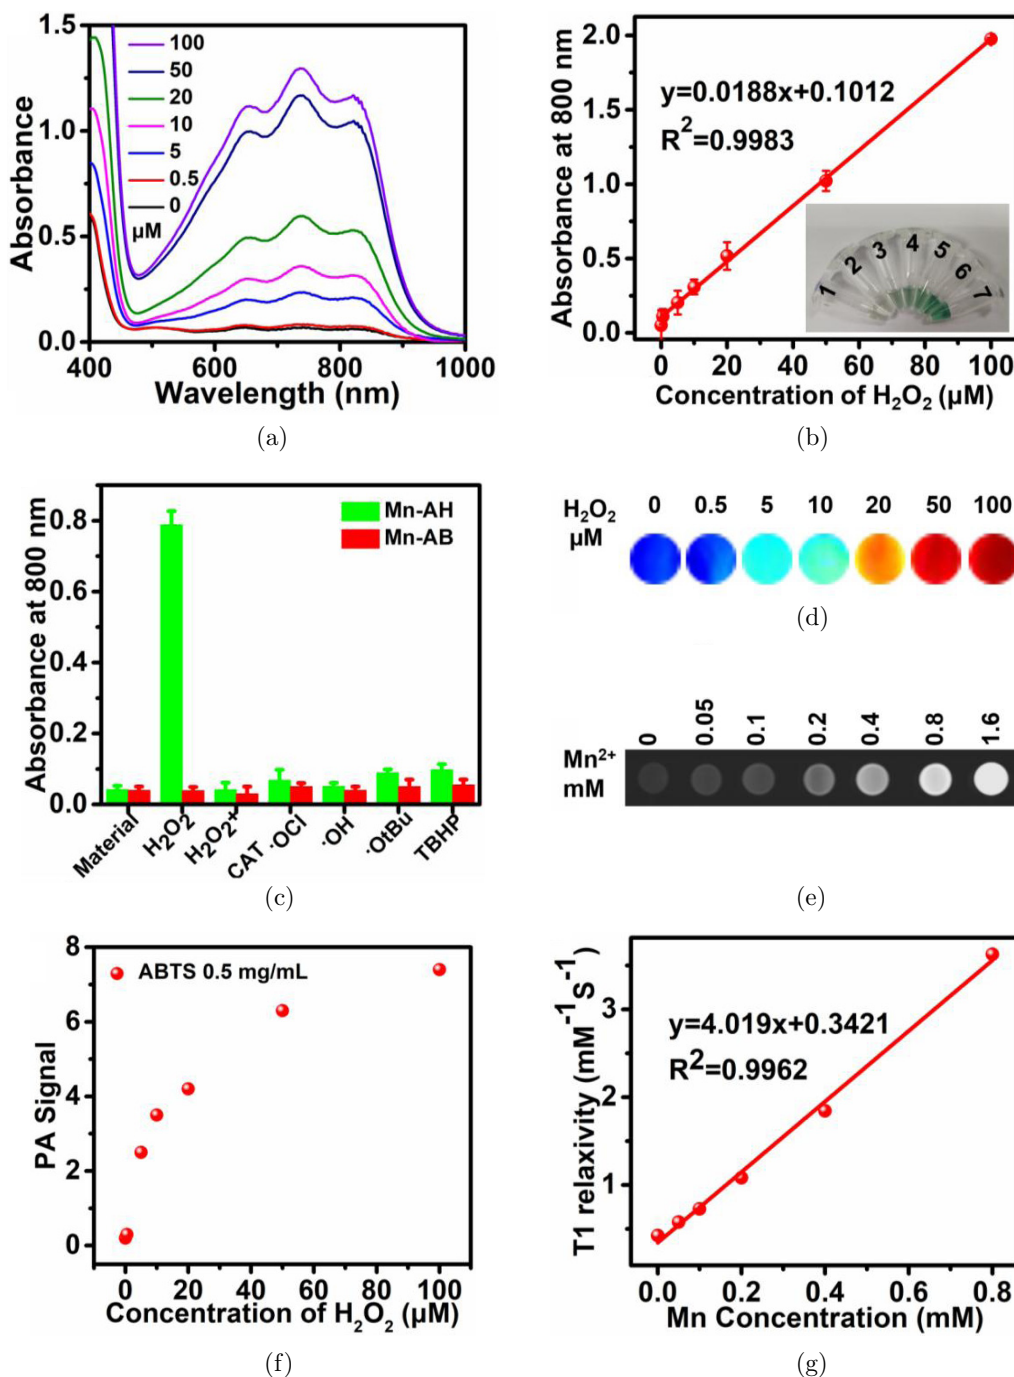 1.5
1.0
0.5
0.0
Absorbance
100
50
20
10
5
0.5
0
µM
400
600
800
1000
Wavelength (nm)
(a)
2.0
1.5
1.0
0.5
0.0
Absorbance at 800 nm
y=0.0188x+0.1012
R²=0.9983
1 2 3 4 5 6 7
0 20 40 60 80 100
Concentration of H₂O₂ (µM)
(b)
0.8
0.6
0.4
0.2
0.0
Absorbance at 800 nm
Mn-AH
Mn-AB
Material
H₂O₂
H₂O₂+
CAT ·OCl
·OH
·OtBu
TBHP
(c)
H₂O₂ 0 0.5 5 10 20 50 100
µM
(d)
0 0.05 0.1 0.2 0.4 0.8 1.6
Mn²⁺
mM
(e)
8
6
4
2
0
PA Signal
ABTS 0.5 mg/mL
0 20 40 60 80 100
Concentration of H₂O₂ (µM)
(f)
3
2
1
T1 relaxivity (mM⁻¹S⁻¹)
y=4.019x+0.3421
R²=0.9962
0.0 0.2 0.4 0.6 0.8
Mn Concentration (mM)
(g)